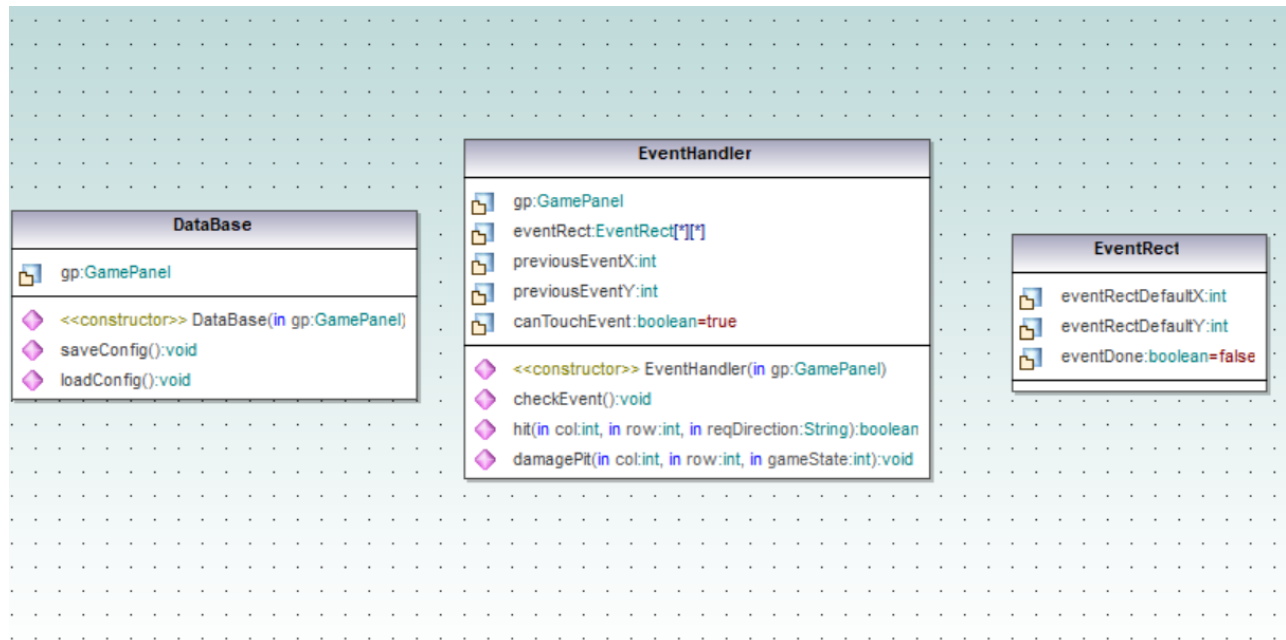 DataBase
gp:GamePanel
<<constructor>> DataBase(in gp:GamePanel)
saveConfig():void
loadConfig():void
EventHandler
gp:GamePanel
eventRect:EventRect[*][*]
previousEventX:int
previousEventY:int
canTouchEvent:boolean=true
<<constructor>> EventHandler(in gp:GamePanel)
checkEvent():void
hit(in col:int, in row:int, in reqDirection:String):boolean
damagePit(in col:int, in row:int, in gameState:int):void
EventRect
eventRectDefaultX:int
eventRectDefaultY:int
eventDone:boolean=false